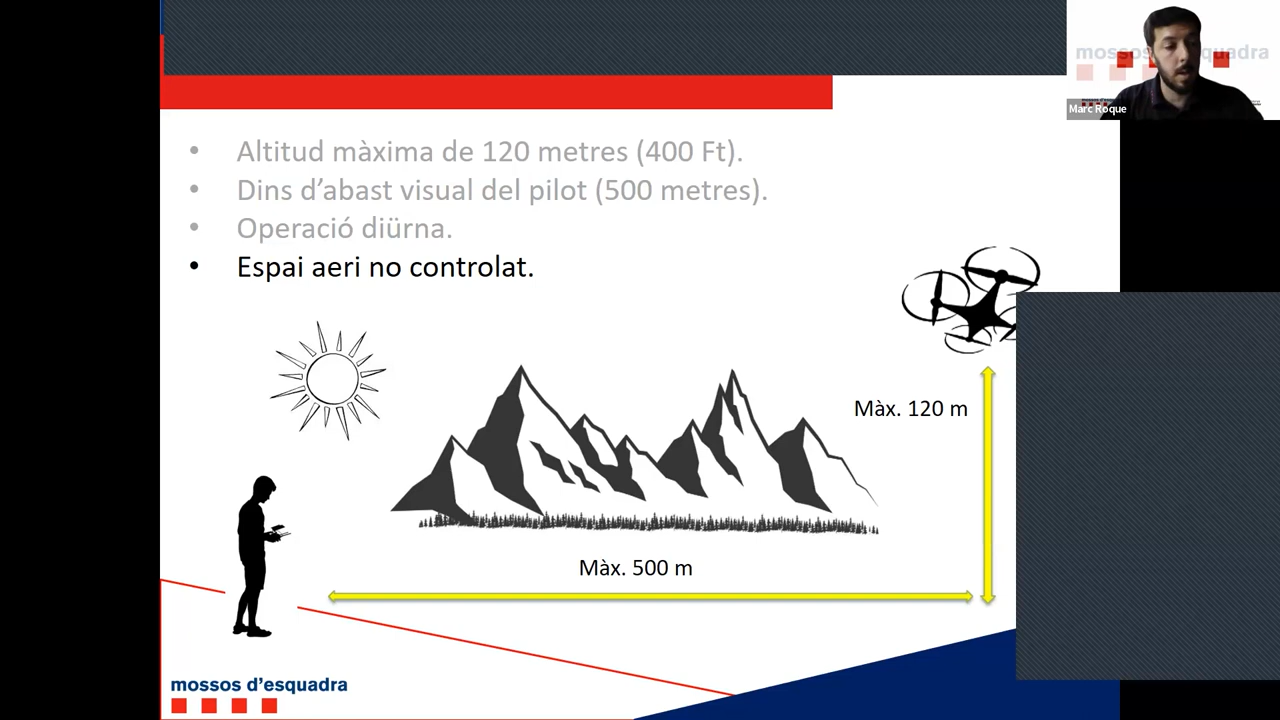 mossos d'esquadra
Marc Roque
Altitud màxima de 120 metres (400 Ft).
Dins d’abast visual del pilot (500 metres).
Operació diürna.
Espai aeri no controlat.
Màx. 120 m
Màx. 500 m
mossos d’esquadra